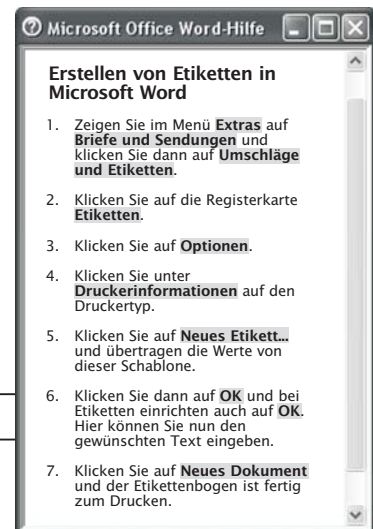 Microsoft Office Word-Hilfe
Erstellen von Etiketten in
Microsoft Word
1. Zeigen Sie im Menü Extras auf
Briefe und Sendungen und
klicken Sie dann auf Umschläge
und Etiketten.
2. Klicken Sie auf die Registerkarte
Etiketten.
3. Klicken Sie auf Optionen.
4. Klicken Sie unter
Druckerinformationen auf den
Druckertyp.
5. Klicken Sie auf Neues Etikett...
und übertragen die Werte von
dieser Schablone.
6. Klicken Sie dann auf OK und bei
Etiketten einrichten auch auf OK.
Hier können Sie nun den
gewünschten Text eingeben.
7. Klicken Sie auf Neues Dokument
und der Etikettenbogen ist fertig
zum Drucken.